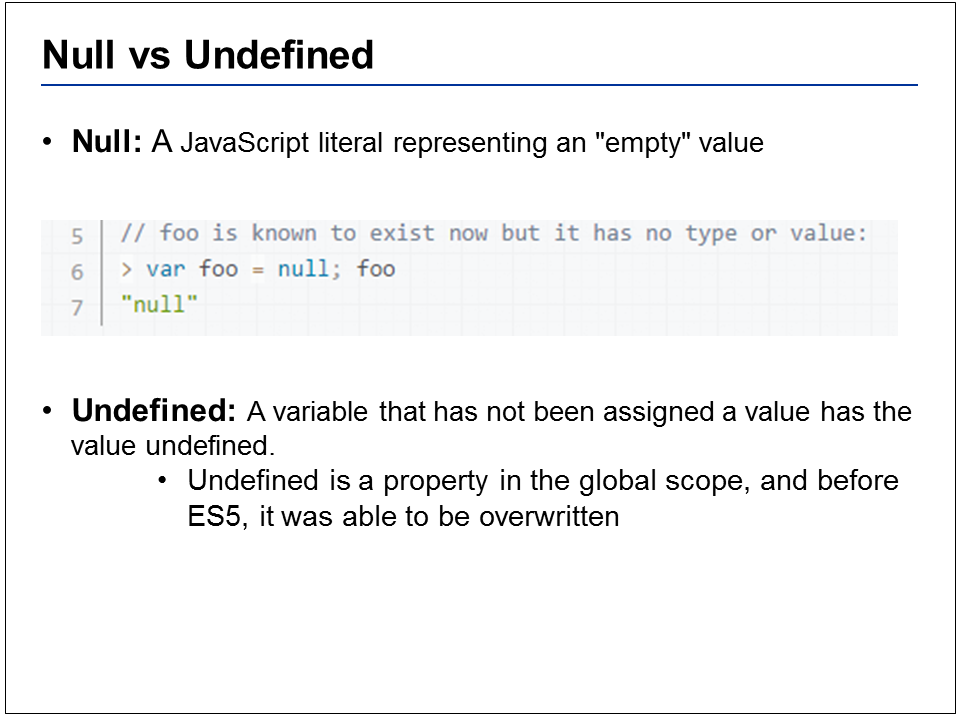 Null vs Undefined
• Null: A JavaScript literal representing an "empty" value
5 // foo is known to exist now but it has no type or value:
6 > var foo = null; foo
7 "null"
• Undefined: A variable that has not been assigned a value has the
value undefined.
• Undefined is a property in the global scope, and before
ES5, it was able to be overwritten